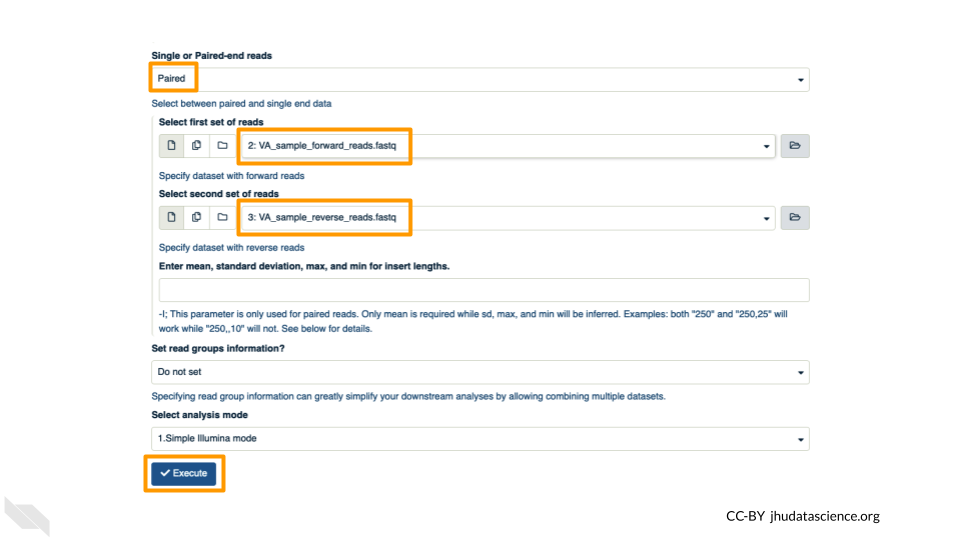 Single or Paired-end reads
Paired
Select between paired and single end data
Select first set of reads
2: VA_sample_forward_reads.fastq
Specify dataset with forward reads
Select second set of reads
3: VA_sample_reverse_reads.fastq
Specify dataset with reverse reads
Enter mean, standard deviation, max, and min for insert lengths.
-I; This parameter is only used for paired reads. Only mean is required while sd, max, and min will be inferred. Examples: both "250" and "250,25" will
work while "250,,10" will not. See below for details.
Set read groups information?
Do not set
Specifying read group information can greatly simplify your downstream analyses by allowing combining multiple datasets.
Select analysis mode
1.Simple Illumina mode
Execute
CC-BY jhudatascience.org